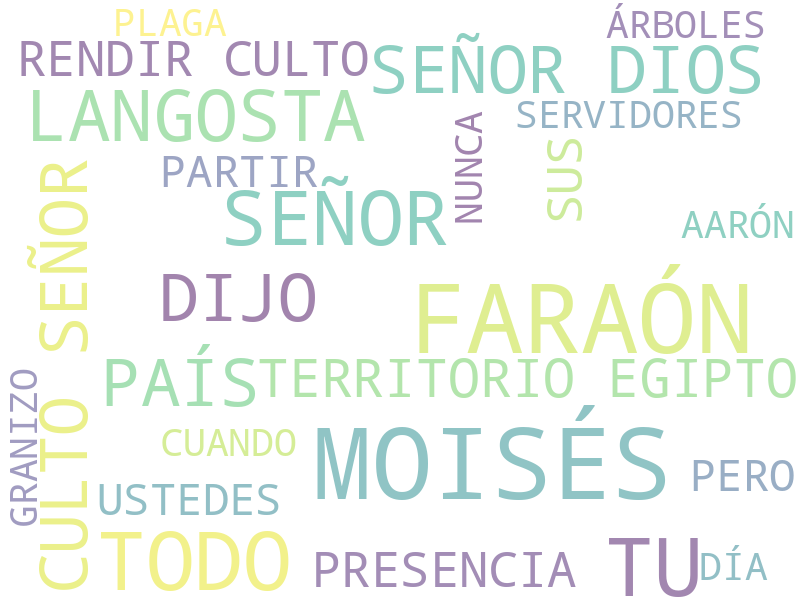 PLAGA
ÁRBOLES
RENDIR CULTO
SEÑOR DIOS
LANGOSTA
SERVIDORES
NUNCA
SUS
PARTIR
SEÑOR
AARÓN
CULTO SEÑOR
DIJO
FARAÓN
PAÍS
TERRITORIO EGIPTO
GRANIZO
CUANDO
MOISÉS
PERO
USTEDES
TODO
PRESENCIA
TU
DÍA